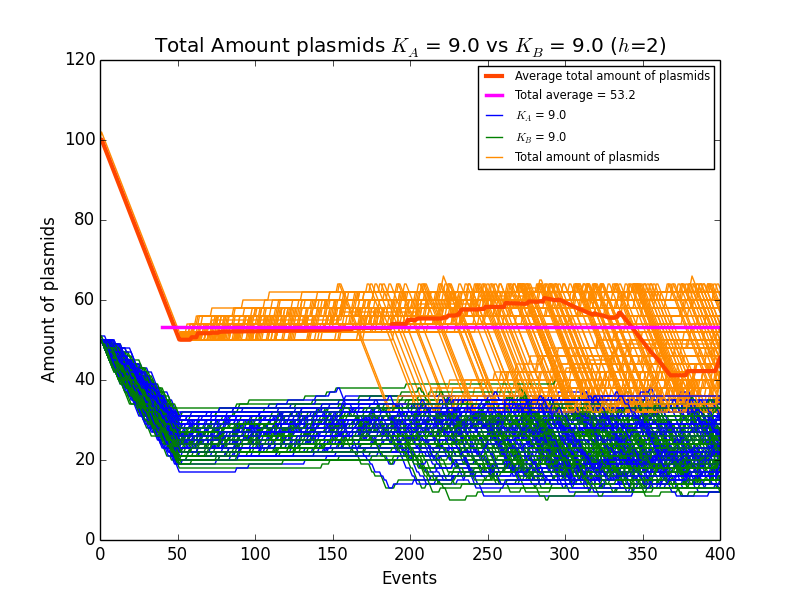 Total Amount plasmids K_A = 9.0 vs K_B = 9.0 (h=2)
120
100
80
60
40
20
0
Amount of plasmids
Average total amount of plasmids
Total average = 53.2
K_A = 9.0
K_B = 9.0
Total amount of plasmids
0 50 100 150 200 250 300 350 400
Events